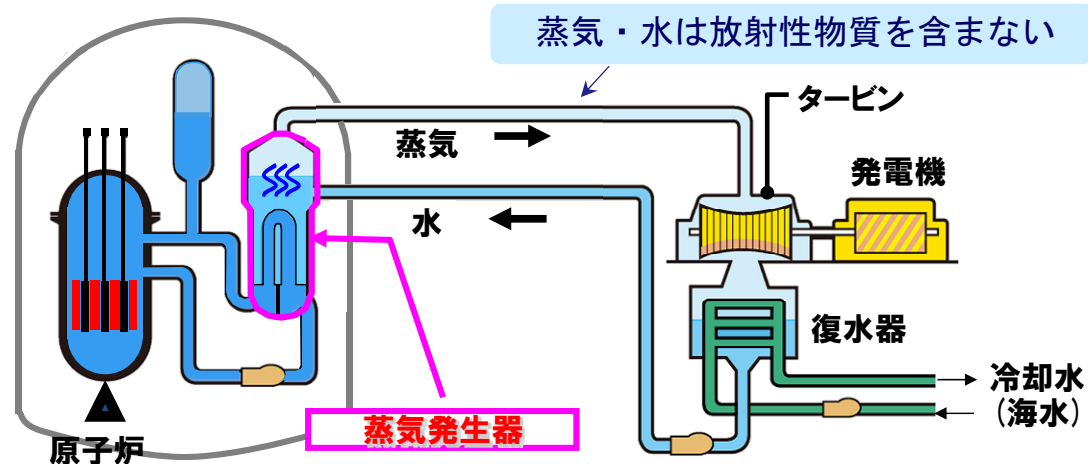 蒸気・水は放射性物質を含まない
タービン
蒸気
発電機
水
復水器
冷却水
(海水)
蒸気発生器
原子炉